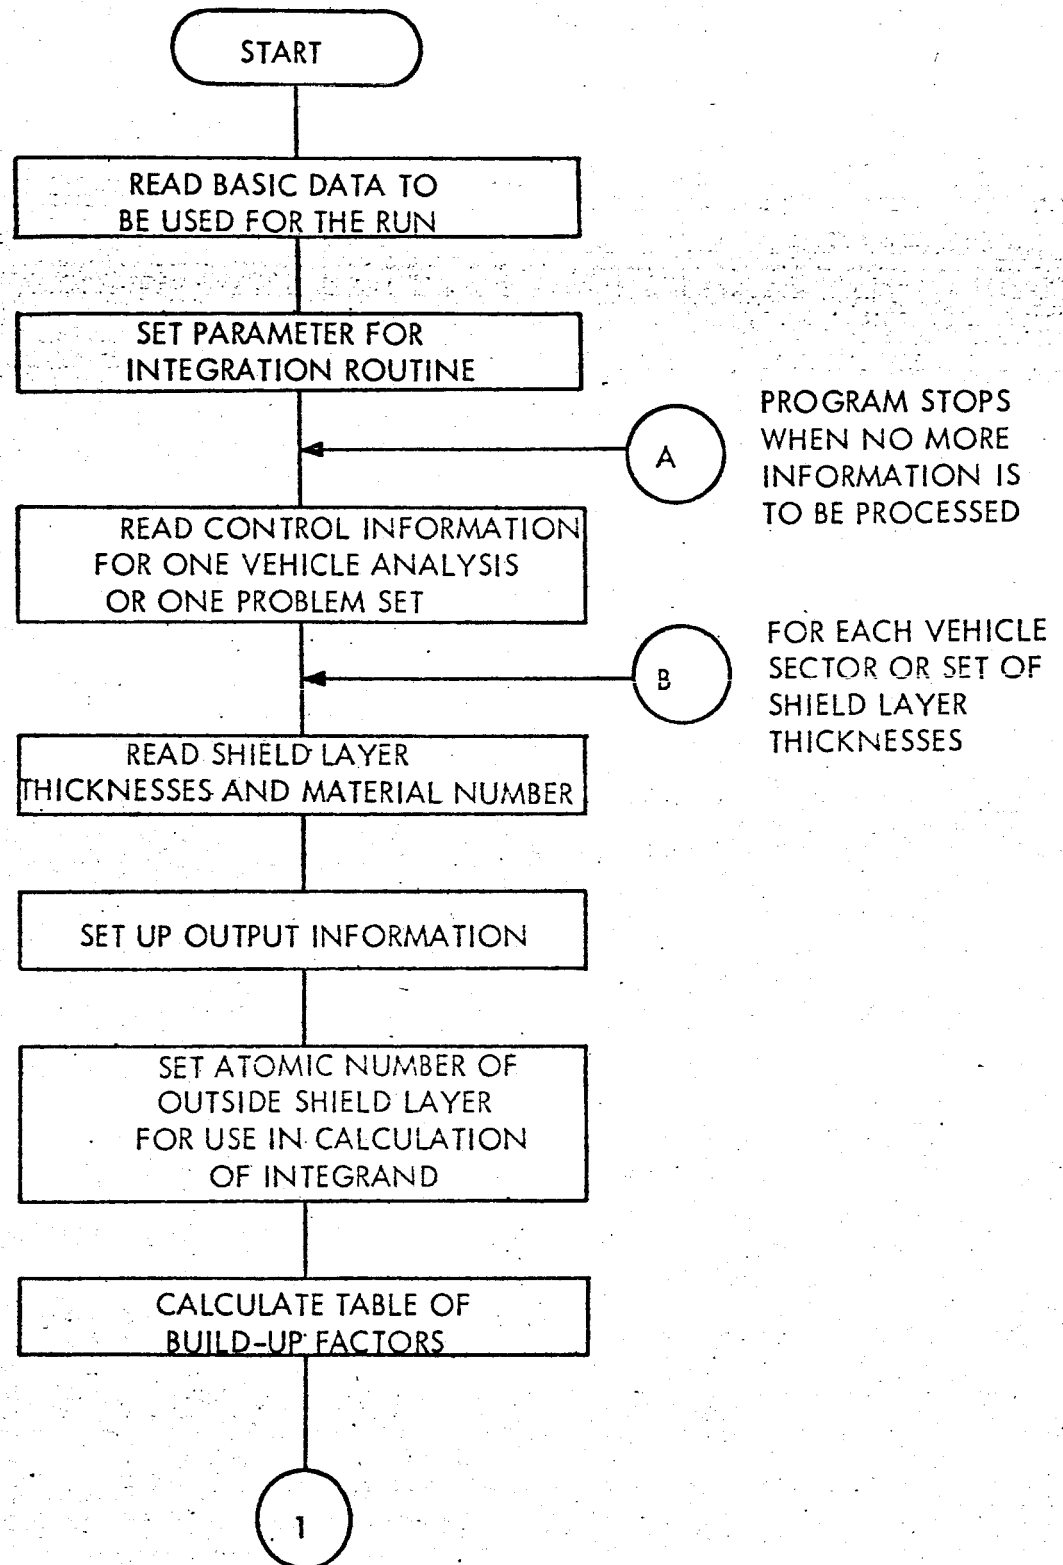 START
READ BASIC DATA TO
BE USED FOR THE RUN
SET PARAMETER FOR
INTEGRATION ROUTINE
A
PROGRAM STOPS
WHEN NO MORE
INFORMATION IS
TO BE PROCESSED
READ CONTROL INFORMATION
FOR ONE VEHICLE ANALYSIS
OR ONE PROBLEM SET
B
FOR EACH VEHICLE
SECTOR OR SET OF
SHIELD LAYER
THICKNESSES
READ SHIELD LAYER
THICKNESSES AND MATERIAL NUMBER
SET UP OUTPUT INFORMATION
SET ATOMIC NUMBER OF
OUTSIDE SHIELD LAYER
FOR USE IN CALCULATION
OF INTEGRAND
CALCULATE TABLE OF
BUILD-UP FACTORS
1